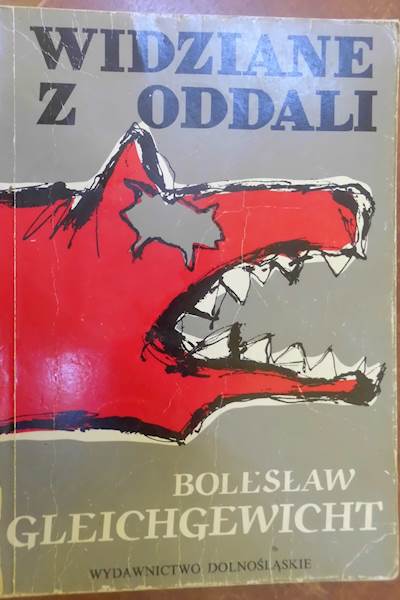 WIDZIANE
Z ODDALI
BOLESŁAW
GLEICHGEWICHT
WYDAWNICTWO DOLNOŚLĄSKIE